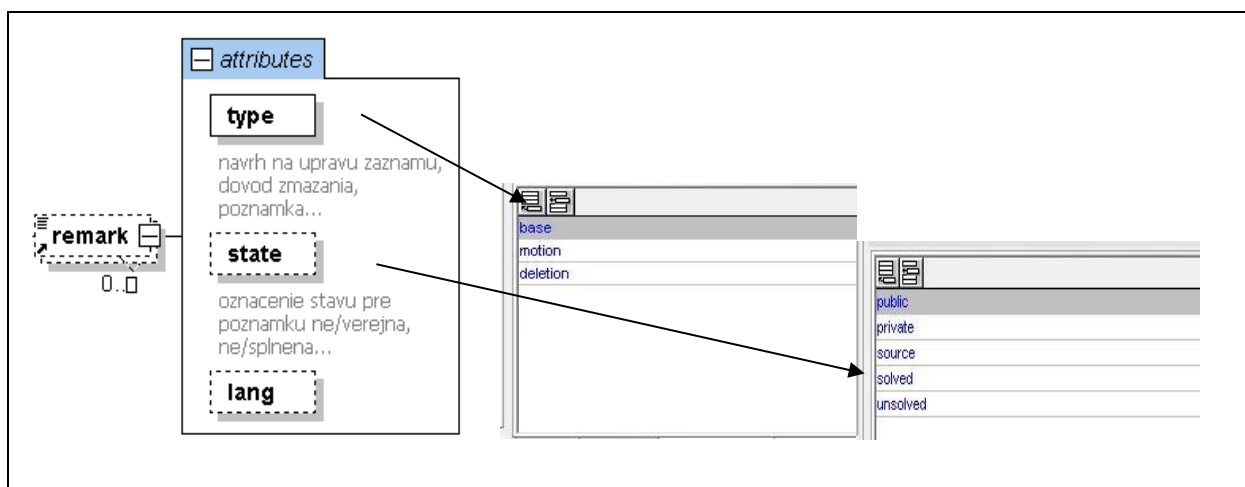 attributes
type
navrh na upravu zaznamu,
dovod zmazania,
poznamka...
remark
0..
state
oznacenie stavu pre
poznamku ne/verejna,
ne/splnena...
lang
base
motion
deletion
public
private
source
solved
unsolved